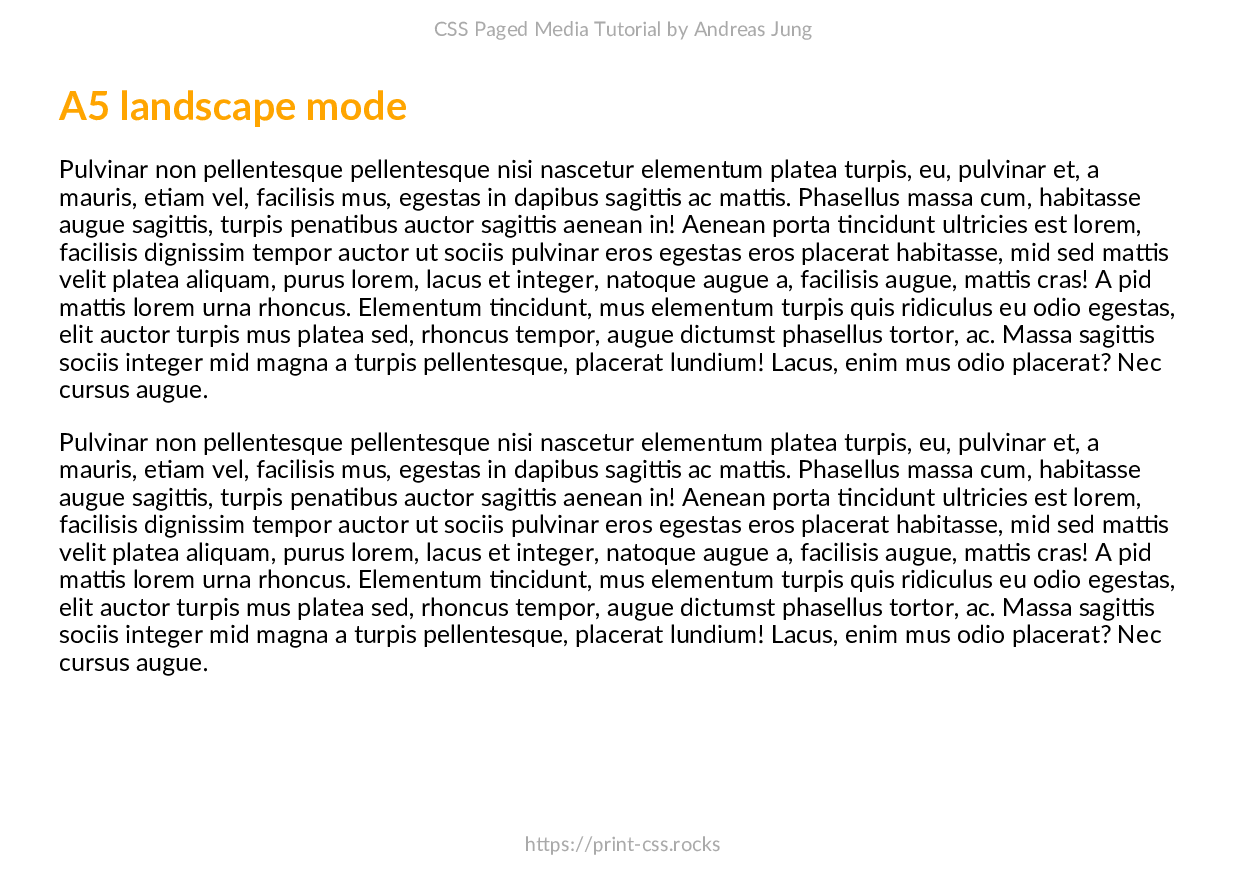 CSS Paged Media Tutorial by Andreas Jung
A5 landscape mode
Pulvinar non pellentesque pellentesque nisi nascetur elementum platea turpis, eu, pulvinar et, a
mauris, etiam vel, facilisis mus, egestas in dapibus sagittis ac mattis. Phasellus massa cum, habitasse
augue sagittis, turpis penatibus auctor sagittis aenean in! Aenean porta tincidunt ultricies est lorem,
facilisis dignissim tempor auctor ut sociis pulvinar eros egestas eros placerat habitasse, mid sed mattis
velit platea aliquam, purus lorem, lacus et integer, natoque augue a, facilisis augue, mattis cras! A pid
mattis lorem urna rhoncus. Elementum tincidunt, mus elementum turpis quis ridiculus eu odio egestas,
elit auctor turpis mus platea sed, rhoncus tempor, augue dictumst phasellus tortor, ac. Massa sagittis
sociis integer mid magna a turpis pellentesque, placerat lundium! Lacus, enim mus odio placerat? Nec
cursus augue.
Pulvinar non pellentesque pellentesque nisi nascetur elementum platea turpis, eu, pulvinar et, a
mauris, etiam vel, facilisis mus, egestas in dapibus sagittis ac mattis. Phasellus massa cum, habitasse
augue sagittis, turpis penatibus auctor sagittis aenean in! Aenean porta tincidunt ultricies est lorem,
facilisis dignissim tempor auctor ut sociis pulvinar eros egestas eros placerat habitasse, mid sed mattis
velit platea aliquam, purus lorem, lacus et integer, natoque augue a, facilisis augue, mattis cras! A pid
mattis lorem urna rhoncus. Elementum tincidunt, mus elementum turpis quis ridiculus eu odio egestas,
elit auctor turpis mus platea sed, rhoncus tempor, augue dictumst phasellus tortor, ac. Massa sagittis
sociis integer mid magna a turpis pellentesque, placerat lundium! Lacus, enim mus odio placerat? Nec
cursus augue.
https://print-css.rocks